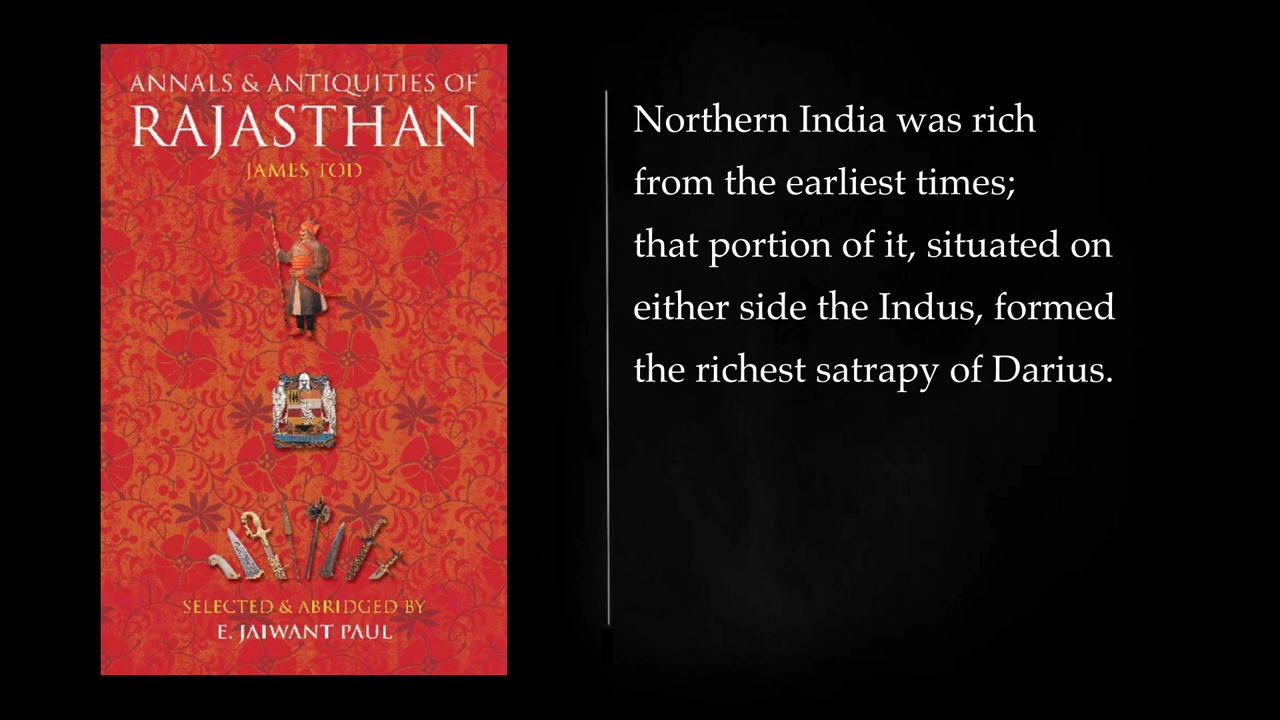 ANNALS & ANTIQUITIES OF
RAJASTHAN
JAMES TOD
SELECTED & ABRIDGED BY
E. JAIWANT PAUL
Northern India was rich
from the earliest times;
that portion of it, situated on
either side the Indus, formed
the richest satrapy of Darius.